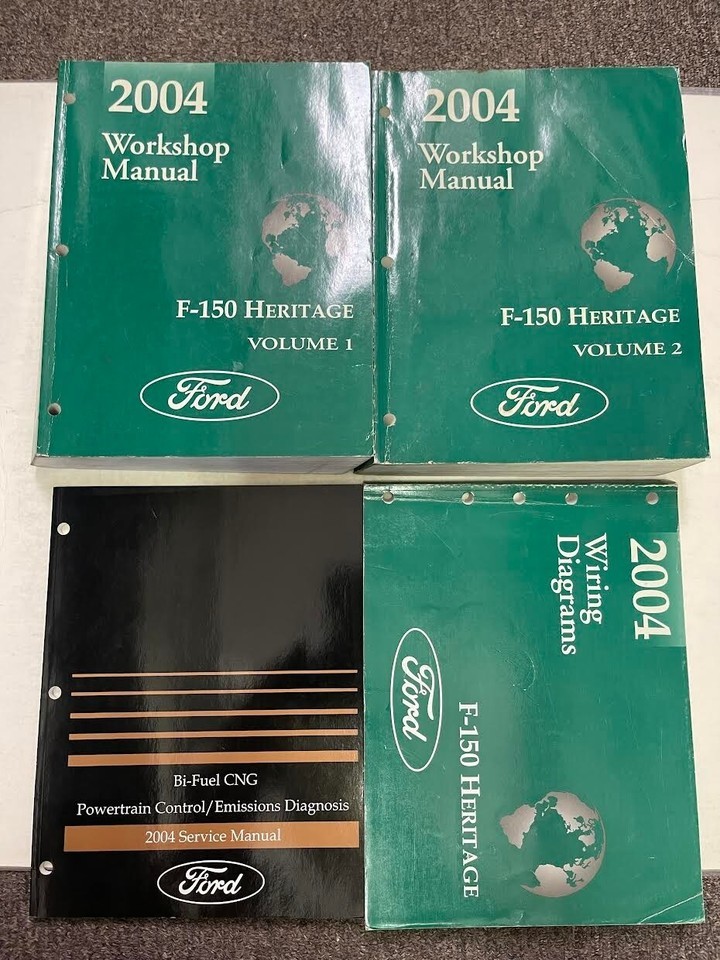 2004
Workshop
Manual
F-150 HERITAGE
VOLUME 1
Ford
2004
Workshop
Manual
F-150 HERITAGE
VOLUME 2
Ford
Bi-Fuel CNG
Powertrain Control/Emissions Diagnosis
2004 Service Manual
Ford
2004
Wiring
Diagrams
F-150 HERITAGE
Ford